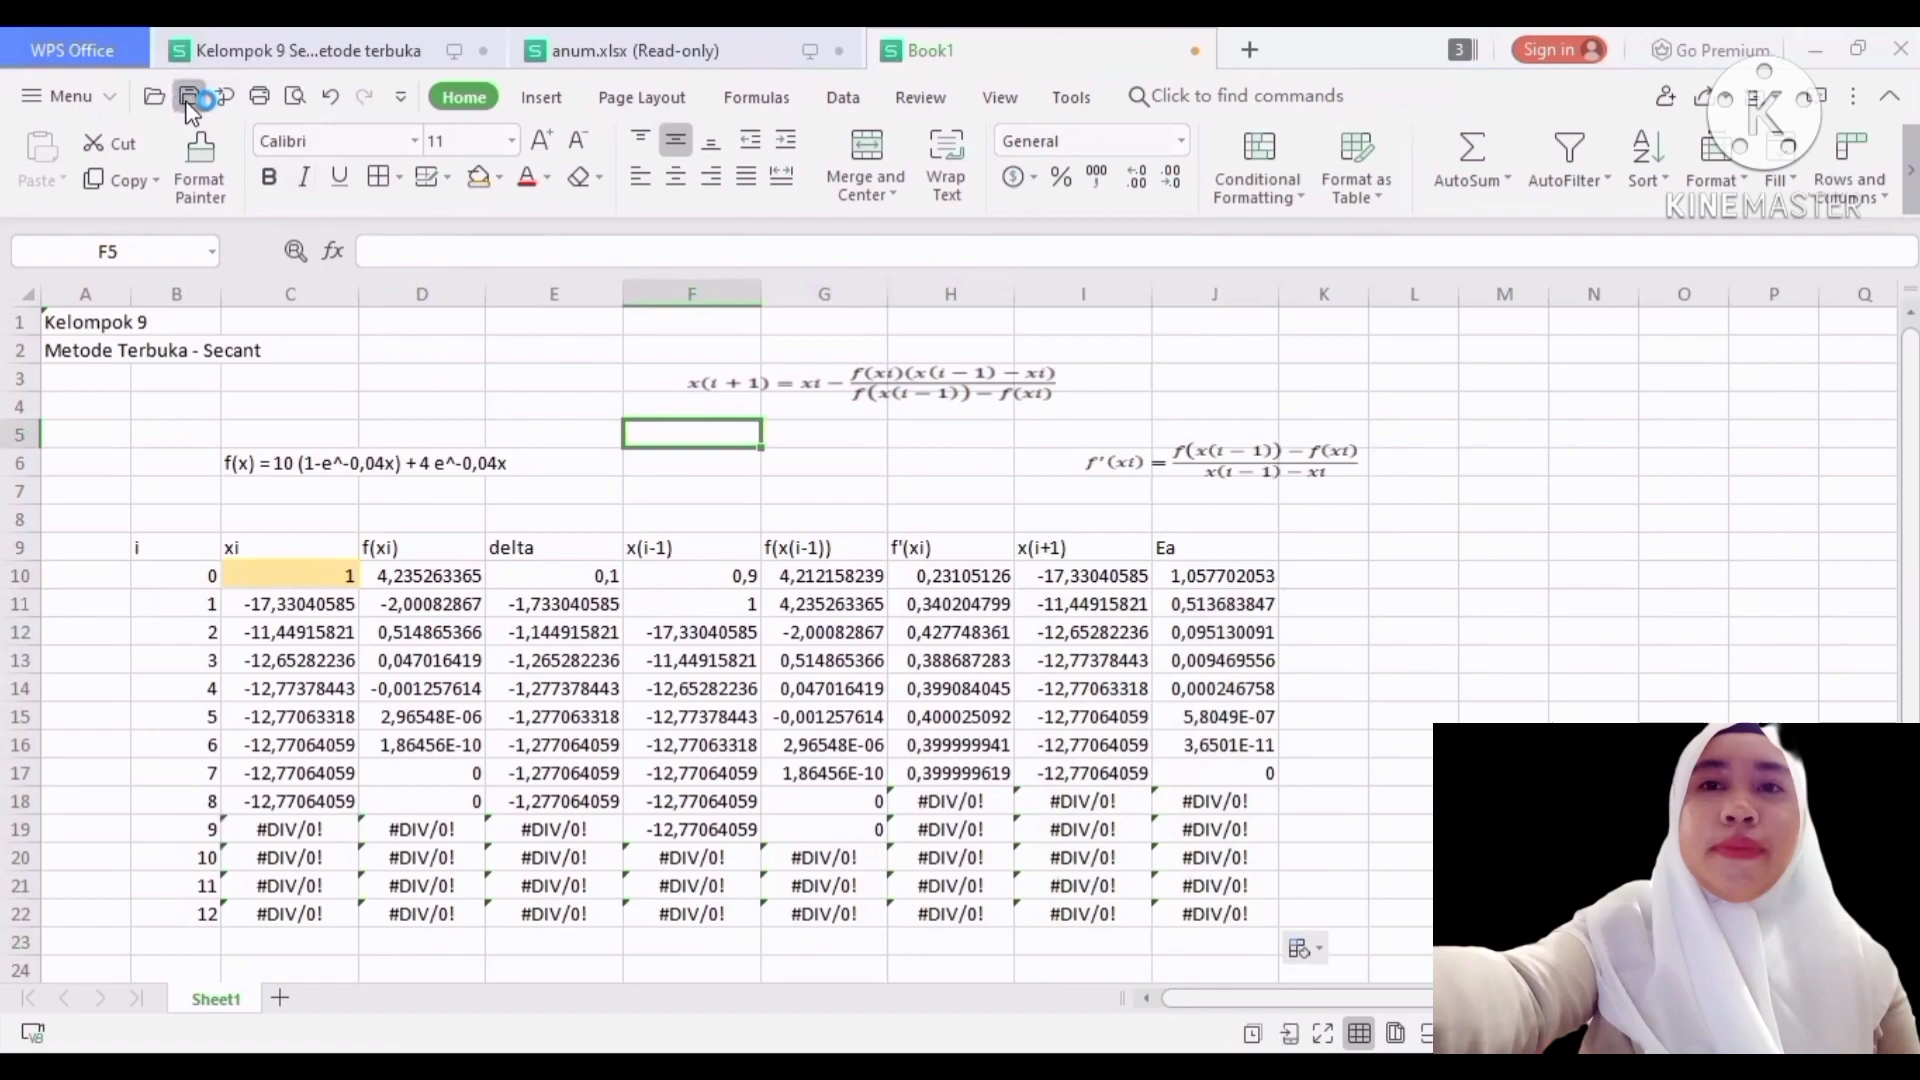 WPS Office Kelompok 9 Se...etode terbuka anum.xlsx (Read-only) Book1 3 Sign in Go Premium
Menu Home Insert Page Layout Formulas Data Review View Tools Click to find commands
K
KINEMASTER
Paste Cut Copy Format Painter Calibri 11 A+ A- B I U A Merge and Center Wrap Text General % 000 Conditional Formatting Format as Table AutoSum AutoFilter Sort Format Fill Rows and
F5 fx
A B C D E F G H I J K L M N O P Q
1 Kelompok 9
2 Metode Terbuka - Secant
3 x(i + 1) = xi − f(xi)(x(i − 1) − xi)
4 f(x(i − 1)) − f(xi)
5
6 f(x) = 10 (1-e^-0,04x) + 4 e^-0,04x f'(xi) = f(x(i − 1)) − f(xi)
x(i − 1) − xi
7
8
9 i xi f(xi) delta x(i-1) f(x(i-1)) f'(xi) x(i+1) Ea
10 0 1 4,235263365 0,1 0,9 4,212158239 0,23105126 -17,33040585 1,057702053
11 1 -17,33040585 -2,00082867 -1,733040585 1 4,235263365 0,340204799 -11,44915821 0,513683847
12 2 -11,44915821 0,514865366 -1,144915821 -17,33040585 -2,00082867 0,427748361 -12,65282236 0,095130091
13 3 -12,65282236 0,047016419 -1,265282236 -11,44915821 0,514865366 0,388687283 -12,77378443 0,009469556
14 4 -12,77378443 -0,001257614 -1,277378443 -12,65282236 0,047016419 0,399084045 -12,77063318 0,000246758
15 5 -12,77063318 2,96548E-06 -1,277063318 -12,77378443 -0,001257614 0,400025092 -12,77064059 5,8049E-07
16 6 -12,77064059 1,86456E-10 -1,277064059 -12,77063318 2,96548E-06 0,399999941 -12,77064059 3,6501E-11
17 7 -12,77064059 0 -1,277064059 -12,77064059 1,86456E-10 0,399999619 -12,77064059 0
18 8 -12,77064059 0 -1,277064059 -12,77064059 0 #DIV/0! #DIV/0! #DIV/0!
19 9 #DIV/0! #DIV/0! #DIV/0! -12,77064059 0 #DIV/0! #DIV/0! #DIV/0!
20 10 #DIV/0! #DIV/0! #DIV/0! #DIV/0! #DIV/0! #DIV/0! #DIV/0! #DIV/0!
21 11 #DIV/0! #DIV/0! #DIV/0! #DIV/0! #DIV/0! #DIV/0! #DIV/0! #DIV/0!
22 12 #DIV/0! #DIV/0! #DIV/0! #DIV/0! #DIV/0! #DIV/0! #DIV/0! #DIV/0!
23
24
Sheet1